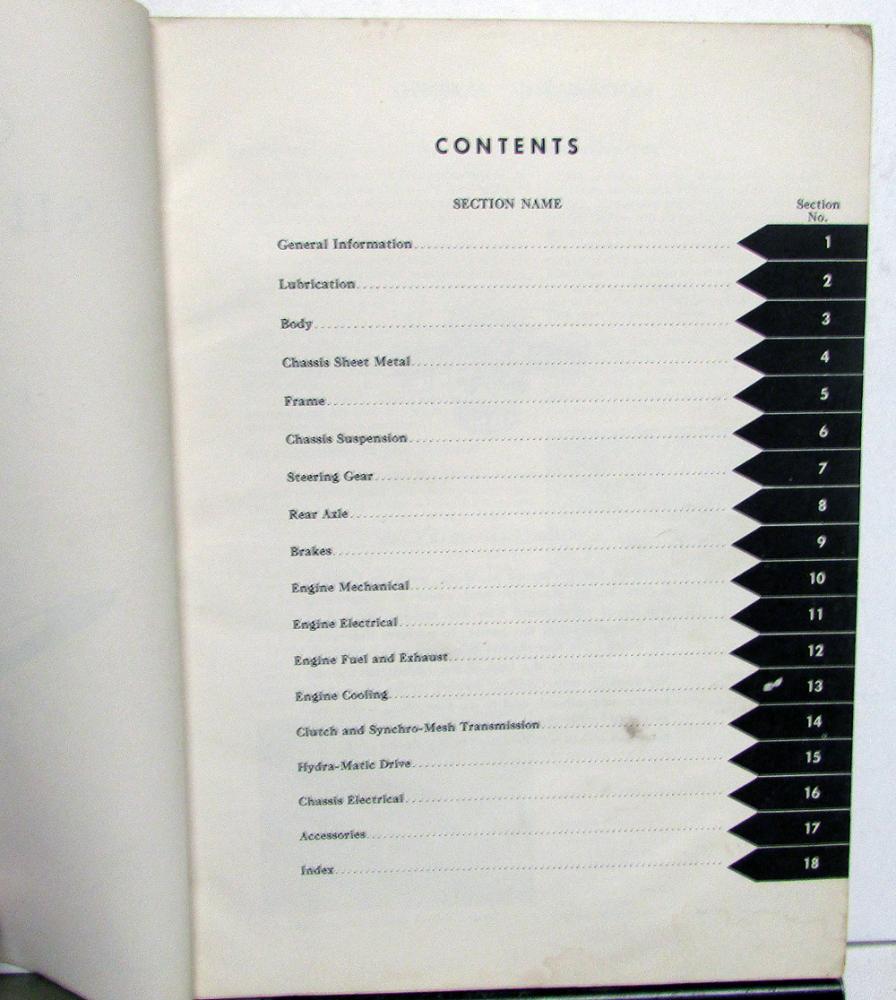 CONTENTS
SECTION NAME
Section
No.
General Information 1
Lubrication 2
Body 3
Chassis Sheet Metal 4
Frame 5
Chassis Suspension 6
Steering Gear 7
Rear Axle 8
Brakes 9
Engine Mechanical 10
Engine Electrical 11
Engine Fuel and Exhaust 12
Engine Cooling 13
Clutch and Synchro-Mesh Transmission 14
Hydra-Matic Drive 15
Chassis Electrical 16
Accessories 17
Index 18